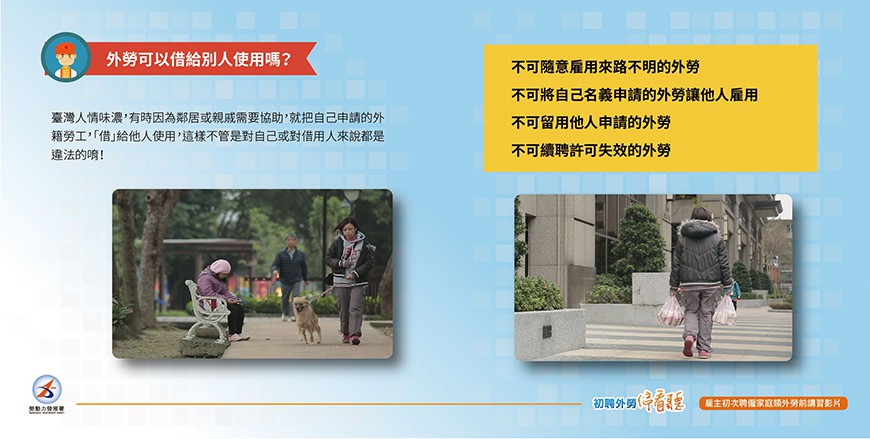 外勞可以借給別人使用嗎?
臺灣人情味濃,有時因為鄰居或親戚需要協助,就把自己申請的外
籍勞工,「借」給他人使用,這樣不管是對自己或對借用人來說都是
違法的唷!
不可隨意雇用來路不明的外勞
不可將自己名義申請的外勞讓他人雇用
不可留用他人申請的外勞
不可續聘許可失效的外勞
勞動力發展署
初聘外勞停看聽
雇主初次聘僱家庭類外勞前講習影片